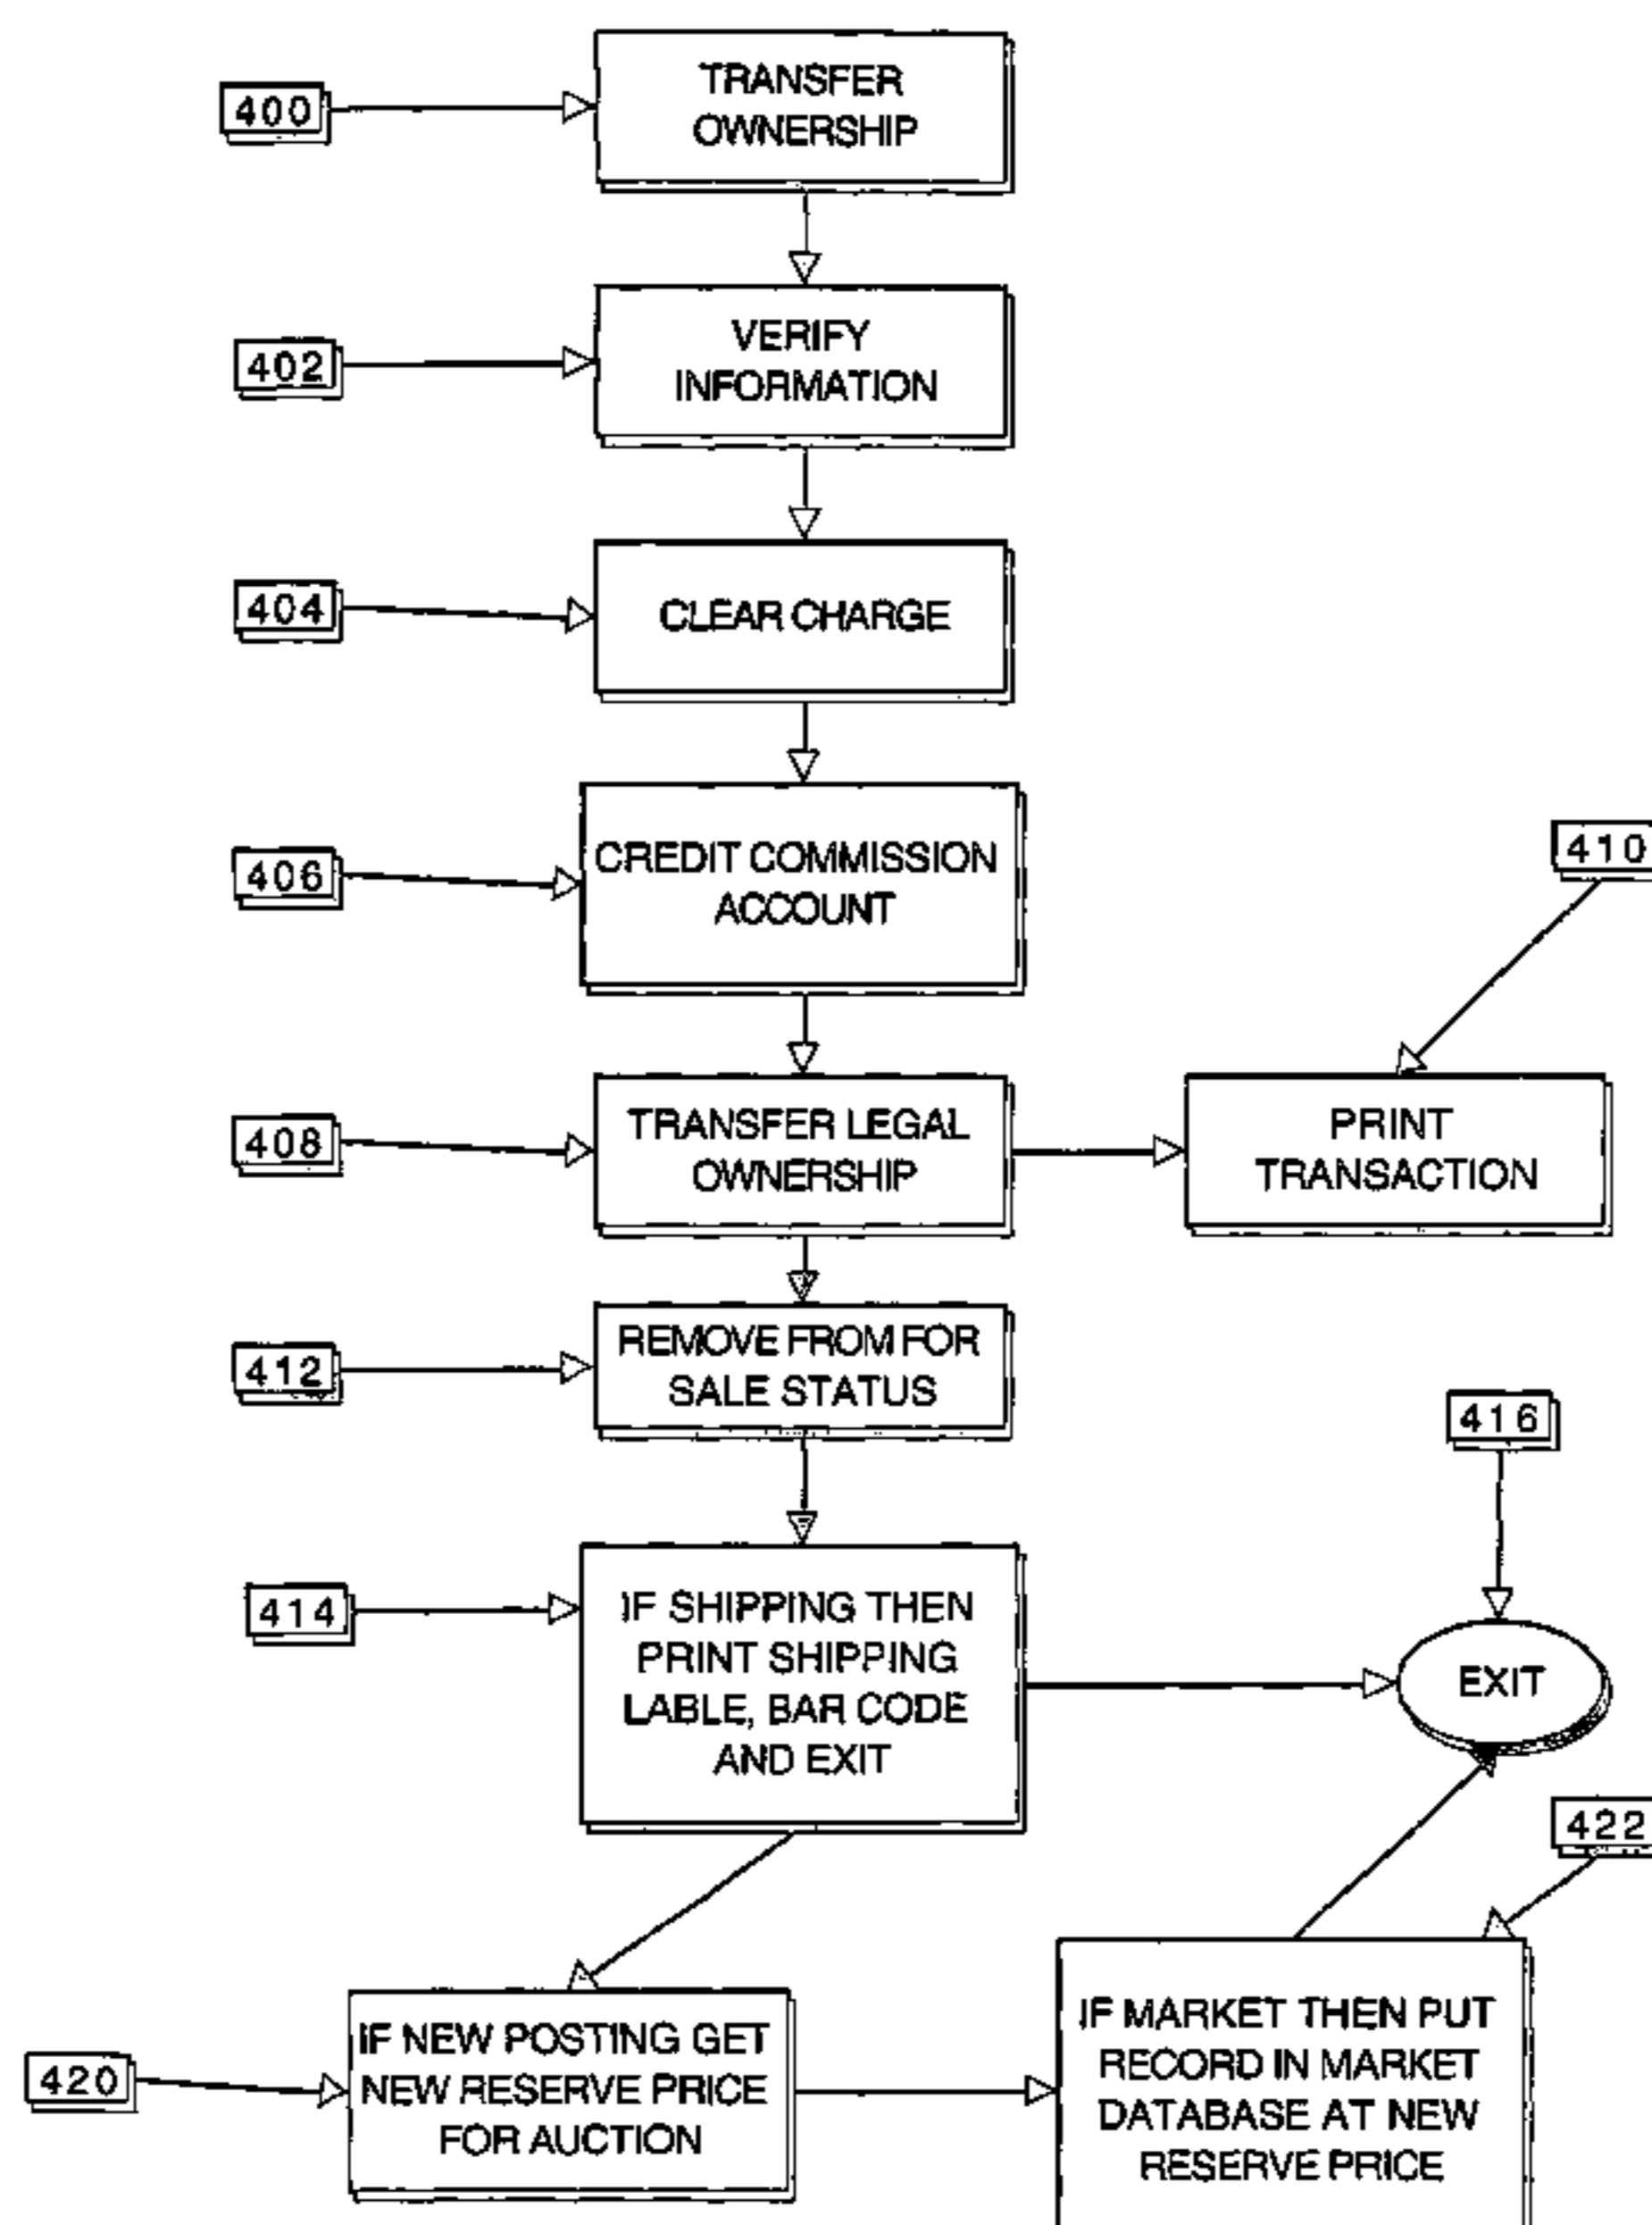 400
TRANSFER
OWNERSHIP
402
VERIFY
INFORMATION
404
CLEAR CHARGE
406
CREDIT COMMISSION
ACCOUNT
410
408
TRANSFER LEGAL
OWNERSHIP
PRINT
TRANSACTION
412
REMOVE FROM FOR
SALE STATUS
416
414
IF SHIPPING THEN
PRINT SHIPPING
LABLE, BAR CODE
AND EXIT
EXIT
422
420
IF NEW POSTING GET
NEW RESERVE PRICE
FOR AUCTION
IF MARKET THEN PUT
RECORD IN MARKET
DATABASE AT NEW
RESERVE PRICE